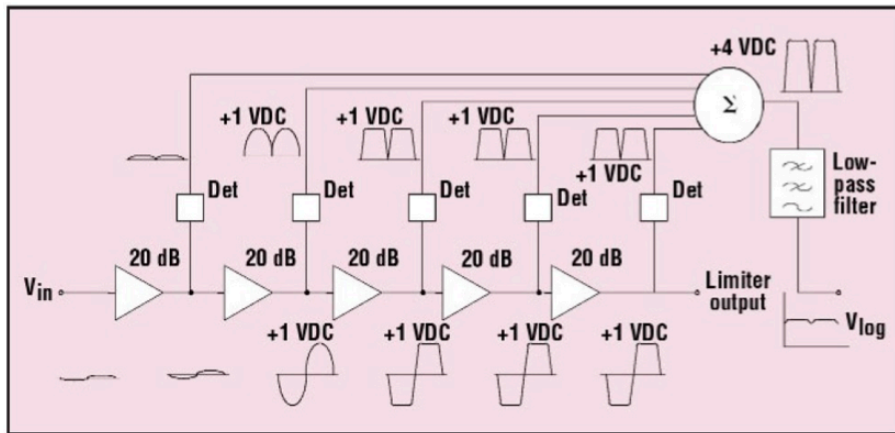 +4 VDC
Σ
+1 VDC
+1 VDC
+1 VDC
+1 VDC
Det
Det
Det
Det
Det
Low-
pass
filter
20 dB
20 dB
20 dB
20 dB
20 dB
Vin
Limiter
output
Vlog
+1 VDC
+1 VDC
+1 VDC
+1 VDC